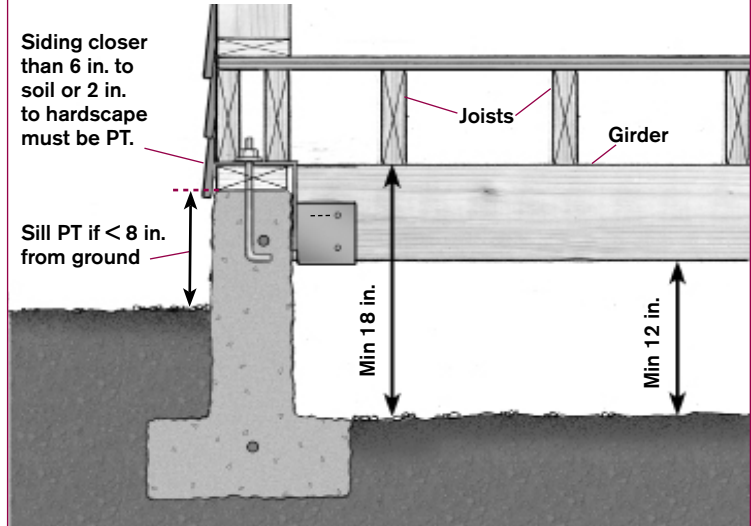 Siding closer
than 6 in. to
soil or 2 in.
to hardscape
must be PT.
Joists
Girder
Sill PT if < 8 in.
from ground
Min 18 in.
Min 12 in.